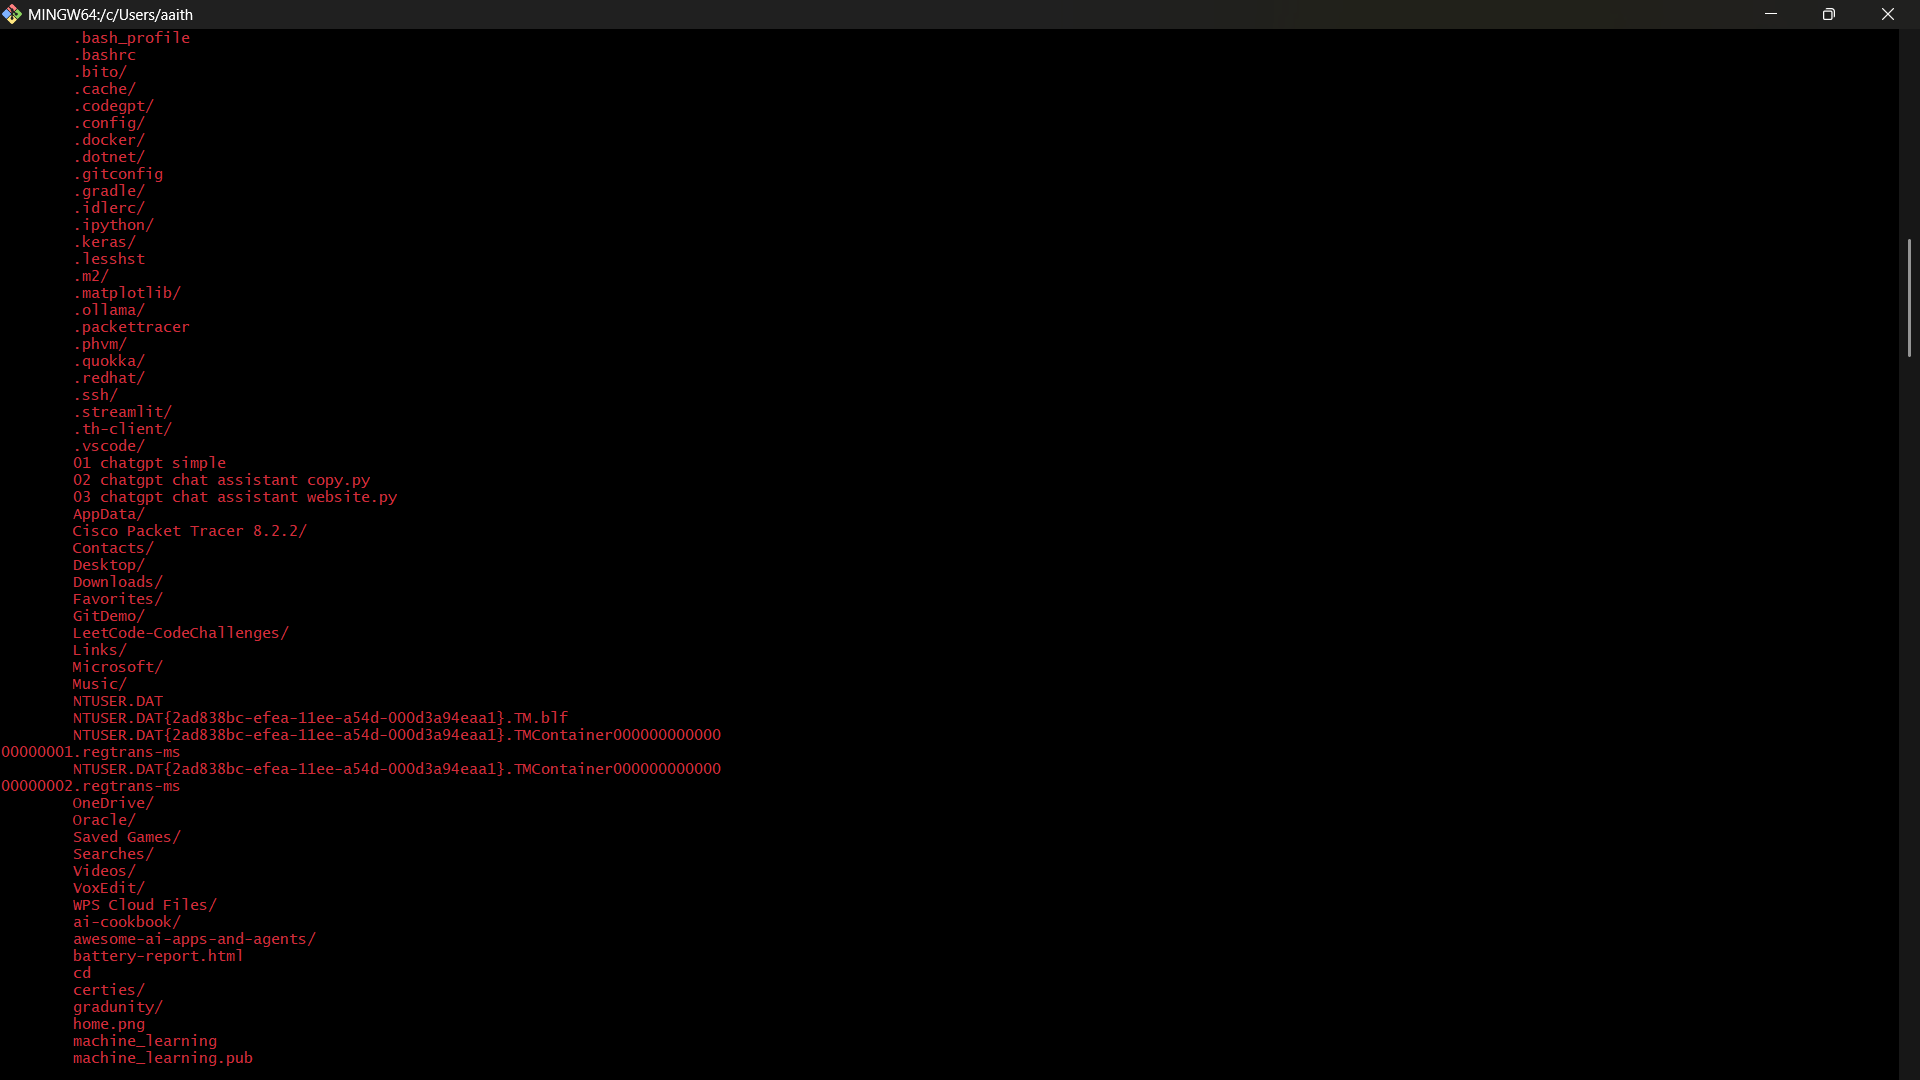 MINGW64:/c/Users/aaith
.bash_profile
.bashrc
.bito/
.cache/
.codegpt/
.config/
.docker/
.dotnet/
.gitconfig
.gradle/
.idlerc/
.ipython/
.keras/
.lesshst
.m2/
.matplotlib/
.ollama/
.packettracer
.phvm/
.quokka/
.redhat/
.ssh/
.streamlit/
.th-client/
.vscode/
01 chatgpt simple
02 chatgpt chat assistant copy.py
03 chatgpt chat assistant website.py
AppData/
Cisco Packet Tracer 8.2.2/
Contacts/
Desktop/
Downloads/
Favorites/
GitDemo/
LeetCode-CodeChallenges/
Links/
Microsoft/
Music/
NTUSER.DAT
NTUSER.DAT{2ad838bc-efea-11ee-a54d-000d3a94eaa1}.TM.blf
NTUSER.DAT{2ad838bc-efea-11ee-a54d-000d3a94eaa1}.TMContainer000000000000
00000001.regtrans-ms
NTUSER.DAT{2ad838bc-efea-11ee-a54d-000d3a94eaa1}.TMContainer000000000000
00000002.regtrans-ms
OneDrive/
Oracle/
Saved Games/
Searches/
Videos/
VoxEdit/
WPS Cloud Files/
ai-cookbook/
awesome-ai-apps-and-agents/
battery-report.html
cd
certies/
gradunity/
home.png
machine_learning
machine_learning.pub